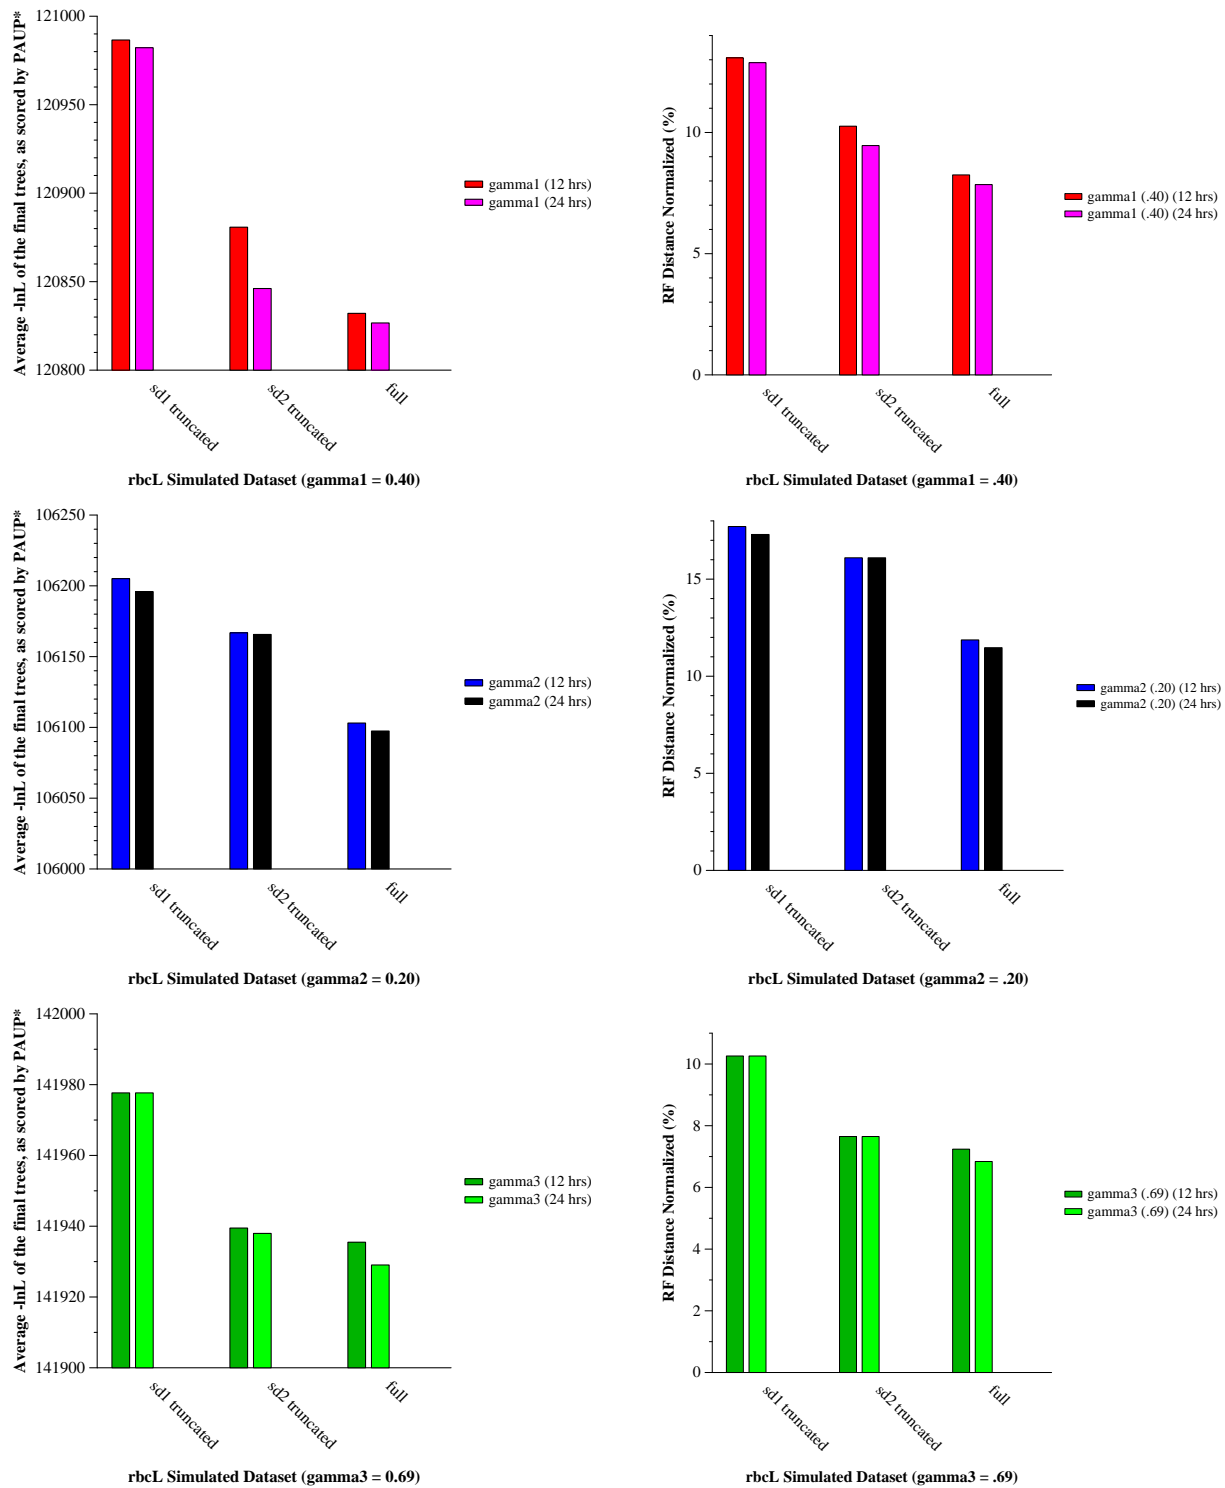 Average -lnL of the final trees, as scored by PAUP*
121000
120950
120900
120850
120800
sd1 truncated
sd2 truncated
full
gamma1 (12 hrs)
gamma1 (24 hrs)
rbcL Simulated Dataset (gamma1 = 0.40)
RF Distance Normalized (%)
10
5
0
sd1 truncated
sd2 truncated
full
gamma1 (.40) (12 hrs)
gamma1 (.40) (24 hrs)
rbcL Simulated Dataset (gamma1 = .40)
Average -lnL of the final trees, as scored by PAUP*
106250
106200
106150
106100
106050
106000
sd1 truncated
sd2 truncated
full
gamma2 (12 hrs)
gamma2 (24 hrs)
rbcL Simulated Dataset (gamma2 = 0.20)
RF Distance Normalized (%)
15
10
5
0
sd1 truncated
sd2 truncated
full
gamma2 (.20) (12 hrs)
gamma2 (.20) (24 hrs)
rbcL Simulated Dataset (gamma2 = .20)
Average -lnL of the final trees, as scored by PAUP*
142000
141980
141960
141940
141920
141900
sd1 truncated
sd2 truncated
full
gamma3 (12 hrs)
gamma3 (24 hrs)
rbcL Simulated Dataset (gamma3 = 0.69)
RF Distance Normalized (%)
10
8
6
4
2
0
sd1 truncated
sd2 truncated
full
gamma3 (.69) (12 hrs)
gamma3 (.69) (24 hrs)
rbcL Simulated Dataset (gamma3 = .69)